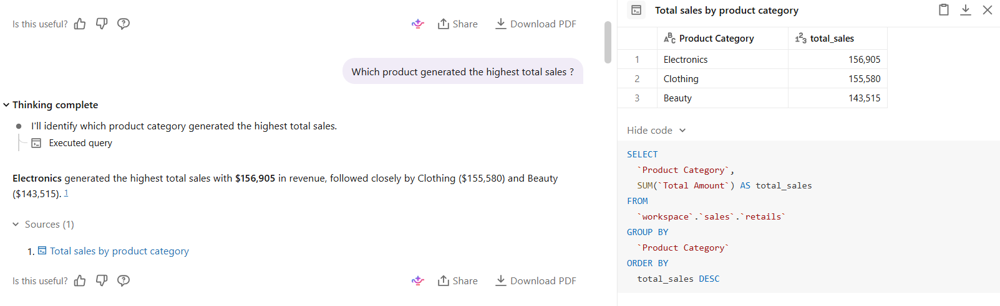 Is this useful?
Share
Download PDF
Which product generated the highest total sales ?
Thinking complete
I'll identify which product category generated the highest total sales.
Executed query
Electronics generated the highest total sales with $156,905 in revenue, followed closely by Clothing ($155,580) and Beauty
($143,515). 1
Sources (1)
1. Total sales by product category
Is this useful?
Share
Download PDF
Total sales by product category
ABC Product Category 123 total_sales
1 Electronics 156,905
2 Clothing 155,580
3 Beauty 143,515
Hide code
SELECT
`Product Category`,
SUM(`Total Amount`) AS total_sales
FROM
`workspace`.`sales`.`retails`
GROUP BY
`Product Category`
ORDER BY
total_sales DESC